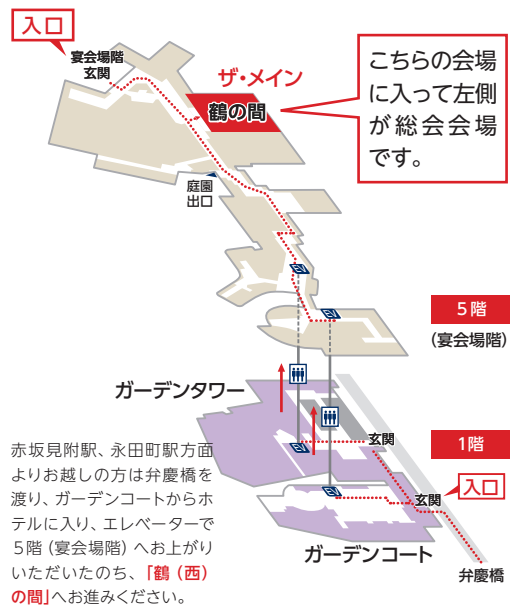 入口
宴会場階
玄関
ザ・メイン
鶴の間
こちらの会場
に入って左側
が総会会場
です。
庭園
出口
5階
(宴会場階)
ガーデンタワー
玄関
1階
赤坂見附駅、永田町駅方面
よりお越しの方は弁慶橋を
渡り、ガーデンコートからホ
テルに入り、エレベーターで
5階(宴会場階)へお上がり
いただいたのち、「鶴(西)
の間」へお進みください。
玄関
入口
ガーデンコート
弁慶橋